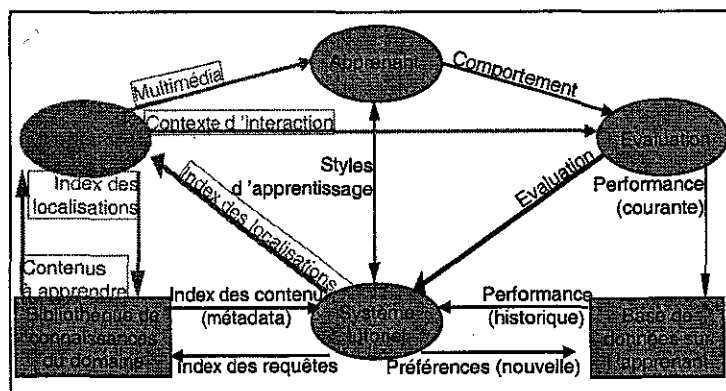 Apprenant
Multimédia
Comportement
Contexte d 'interaction
Evaluation
Index des
localisations
Styles
d 'apprentissage
Index des localisations
Evaluation
Performance
(courante)
Contenus
à apprendre
Bibliothèque de
connaissances
du domaine
Index des contenu
(métadata)
Système
tutoriel
Performance
(historique)
Base de
données sur
apprenant
Index des requêtes
Préférences (nouvelle)